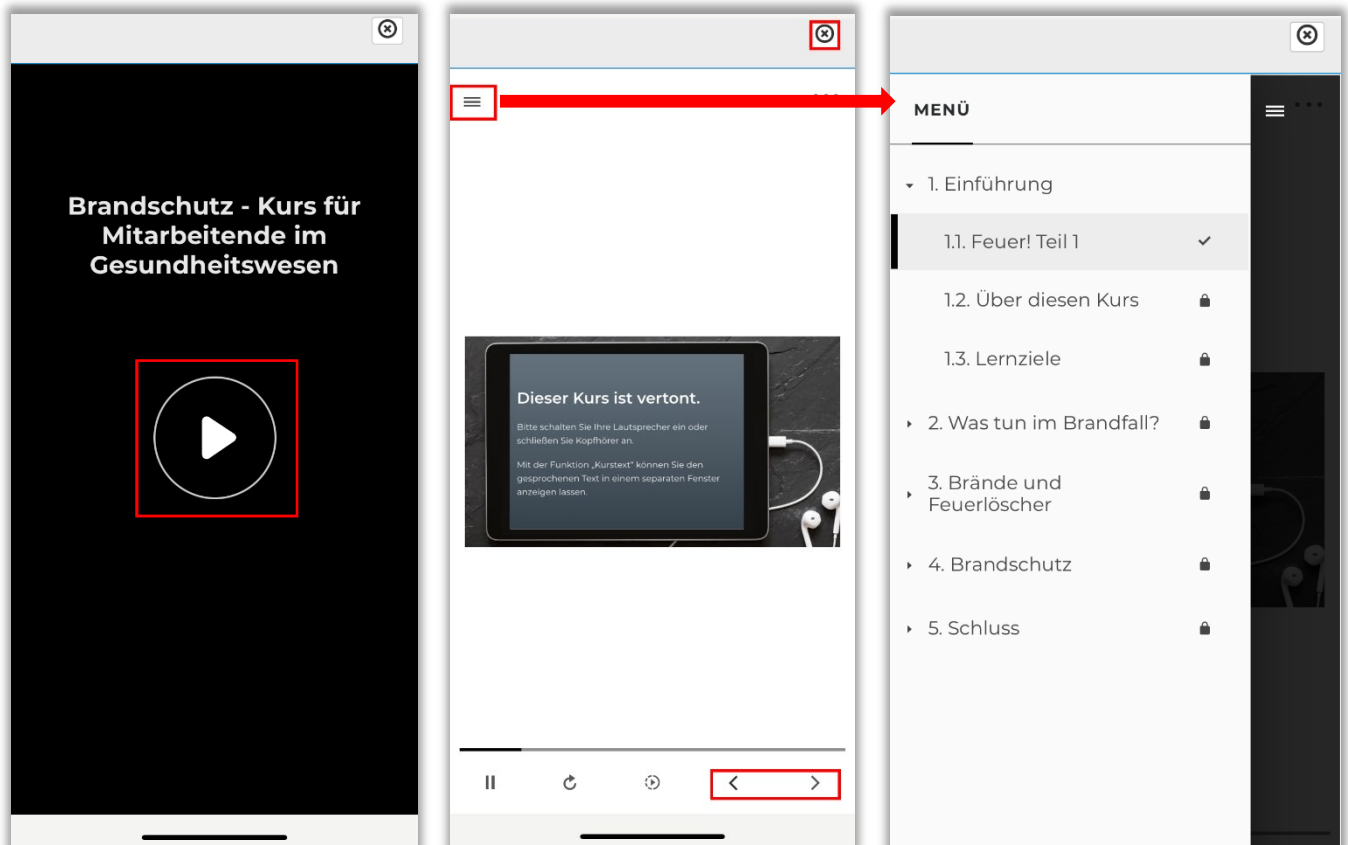 Brandschutz - Kurs für
Mitarbeitende im
Gesundheitswesen
Dieser Kurs ist vertont.
Bitte schalten Sie Ihre Lautsprecher ein oder
schließen Sie Kopfhörer an.
Mit der Funktion „Kurstext" können Sie den
gesprochenen Text in einem separaten Fenster
anzeigen lassen.
MENÜ
1. Einführung
1.1. Feuer! Teil 1
1.2. Über diesen Kurs
1.3. Lernziele
2. Was tun im Brandfall?
3. Brände und
Feuerlöscher
4. Brandschutz
5. Schluss